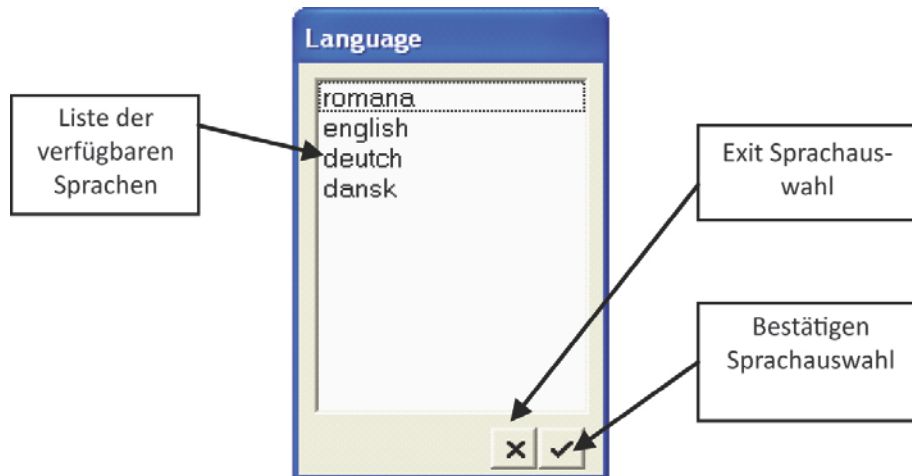 Language
romana
english
deutch
dansk
Liste der
verfügbaren
Sprachen
Exit Sprachaus-
wahl
Bestätigen
Sprachauswahl